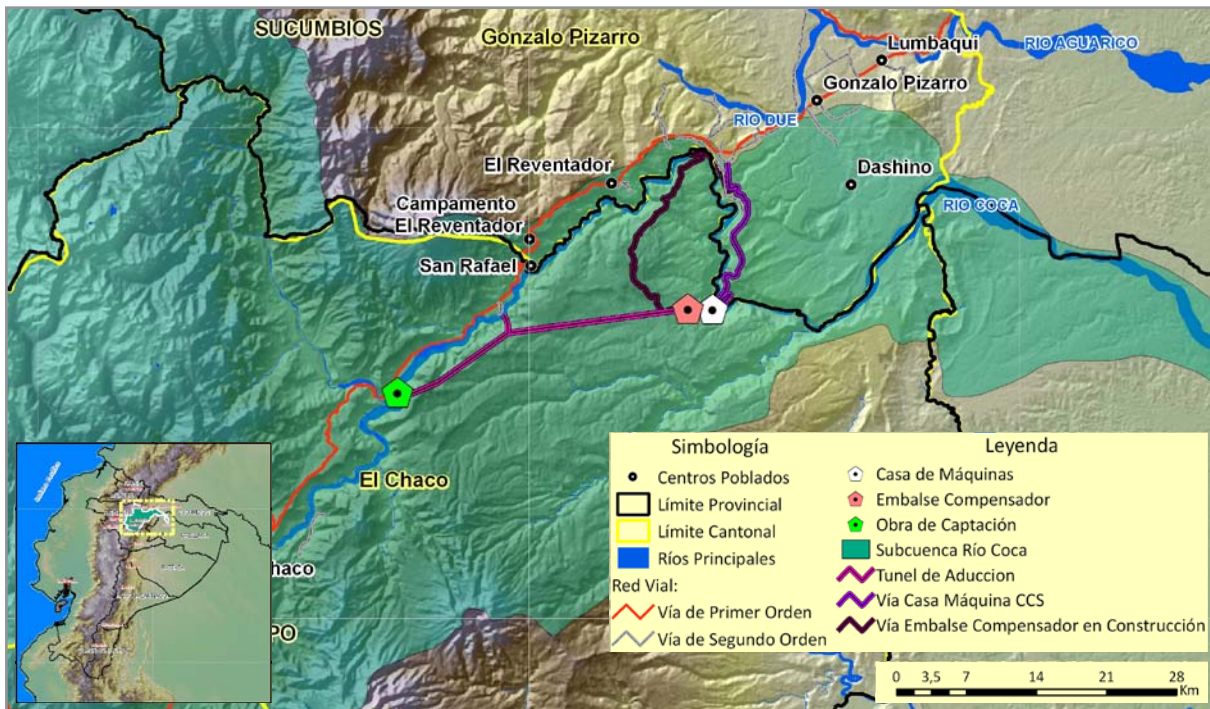 SUCUMBIOS
Gonzalo Pizarro
Lumbaqui
RIO AGUARICO
Gonzalo Pizarro
RÍO DUE
El Reventador
Dashino
Campamento
El Reventador
RIO COCA
San Rafael
El Chaco
haco
PO
Simbología
Centros Poblados
Límite Provincial
Límite Cantonal
Ríos Principales
Red Vial:
Vía de Primer Orden
Vía de Segundo Orden
Leyenda
Casa de Máquinas
Embalse Compensador
Obra de Captación
Subcuenca Río Coca
Tunel de Aduccion
Vía Casa Máquina CCS
Vía Embalse Compensador en Construcción
0 3,5 7 14 21 28
Km